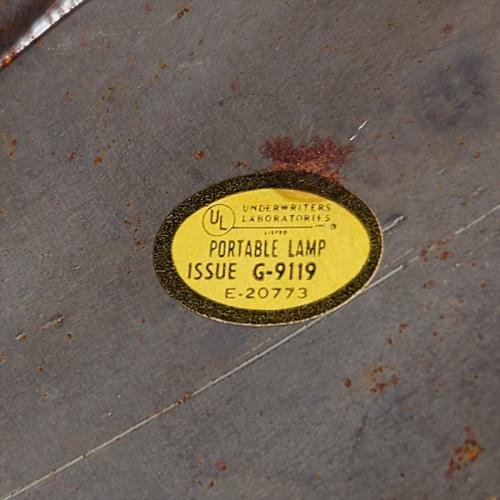 UL UNDERWRITERS
LABORATORIES
LISTED
PORTABLE LAMP
ISSUE G-9119
E-20773